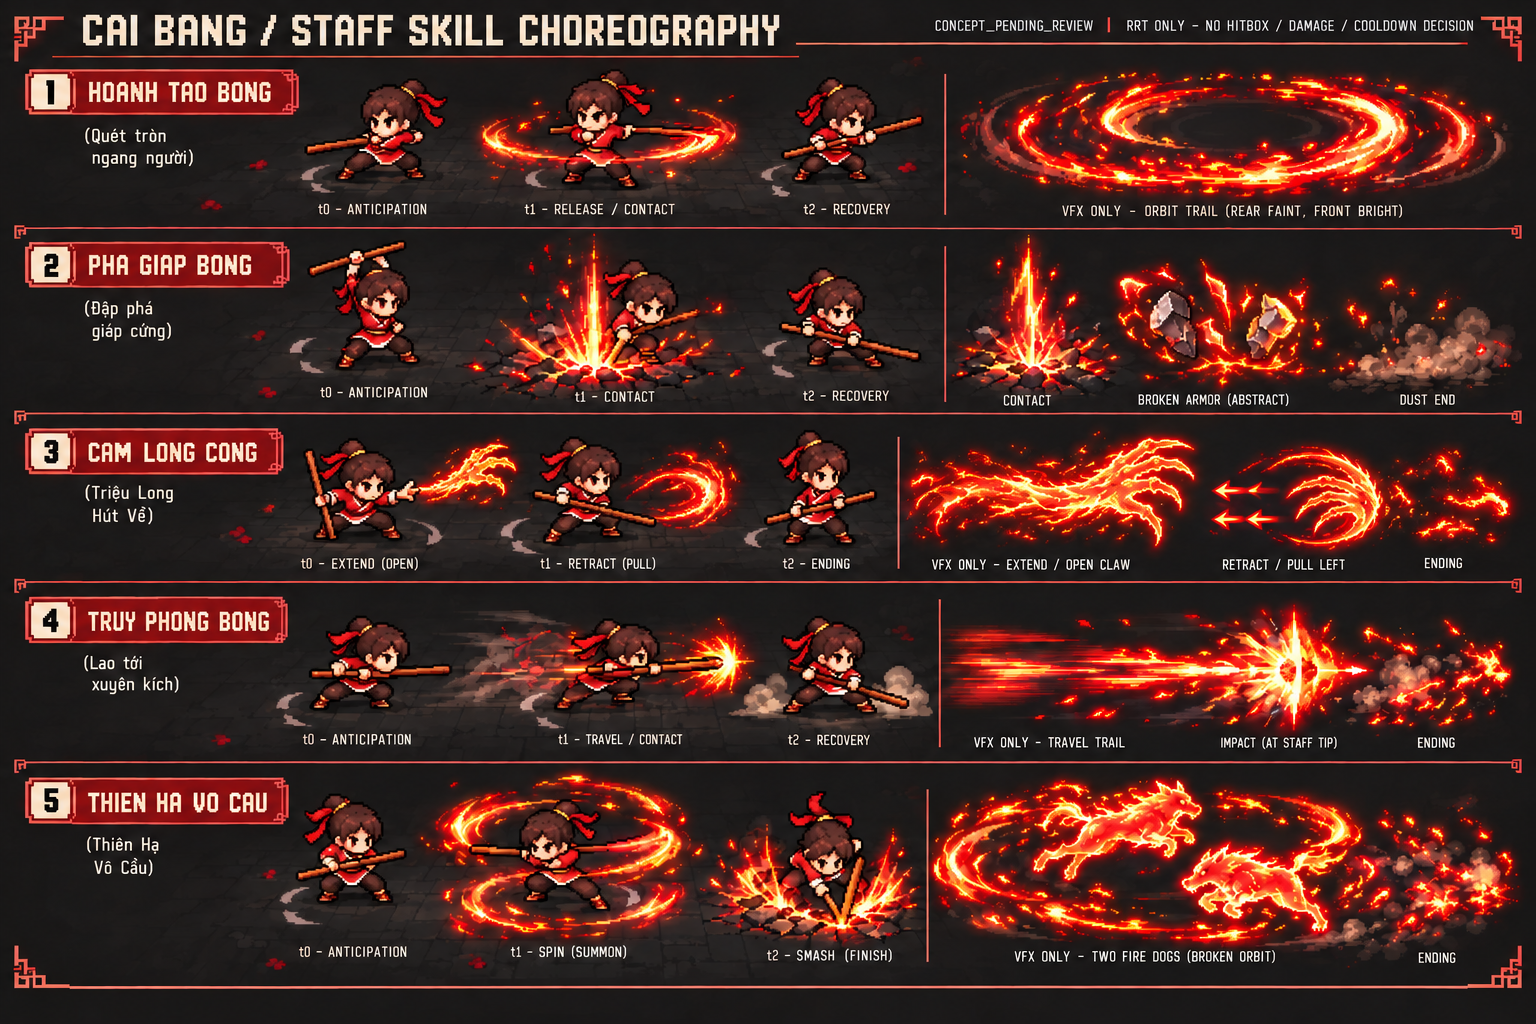 CAI BANG / STAFF SKILL CHOREOGRAPHY
CONCEPT_PENDING_REVIEW | RRT ONLY - NO HITBOX / DAMAGE / COOLDOWN DECISION
1 HOANH TAO BONG
(Quét tròn
ngang người)
t0 - ANTICIPATION
t1 - RELEASE / CONTACT
t2 - RECOVERY
VFX ONLY - ORBIT TRAIL (REAR FAINT, FRONT BRIGHT)
2 PHA GIAP BONG
(Đập phá
giáp cứng)
t0 - ANTICIPATION
t1 - CONTACT
t2 - RECOVERY
CONTACT
BROKEN ARMOR (ABSTRACT)
DUST END
3 CAM LONG CONG
(Triệu Long
Hút Về)
t0 - EXTEND (OPEN)
t1 - RETRACT (PULL)
t2 - ENDING
VFX ONLY - EXTEND / OPEN CLAW
RETRACT / PULL LEFT
ENDING
4 TRUY PHONG BONG
(Lao tới
xuyên kích)
t0 - ANTICIPATION
t1 - TRAVEL / CONTACT
t2 - RECOVERY
VFX ONLY - TRAVEL TRAIL
IMPACT (AT STAFF TIP)
ENDING
5 THIEN HA VO CAU
(Thiên Hạ
Vô Cầu)
t0 - ANTICIPATION
t1 - SPIN (SUMMON)
t2 - SMASH (FINISH)
VFX ONLY - TWO FIRE DOGS (BROKEN ORBIT)
ENDING